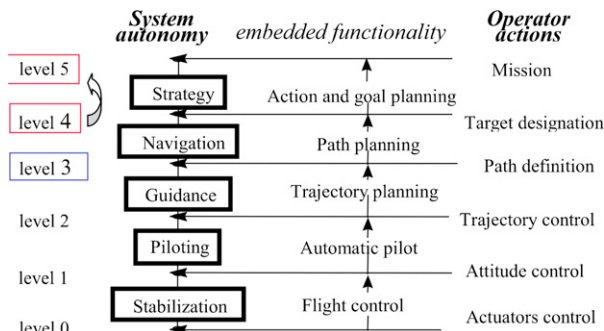 System autonomy
embedded functionality
Operator actions
level 5
Mission
Strategy
Action and goal planning
level 4
Target designation
Navigation
Path planning
level 3
Path definition
Guidance
Trajectory planning
level 2
Trajectory control
Piloting
Automatic pilot
level 1
Attitude control
Stabilization
Flight control
level 0
Actuators control